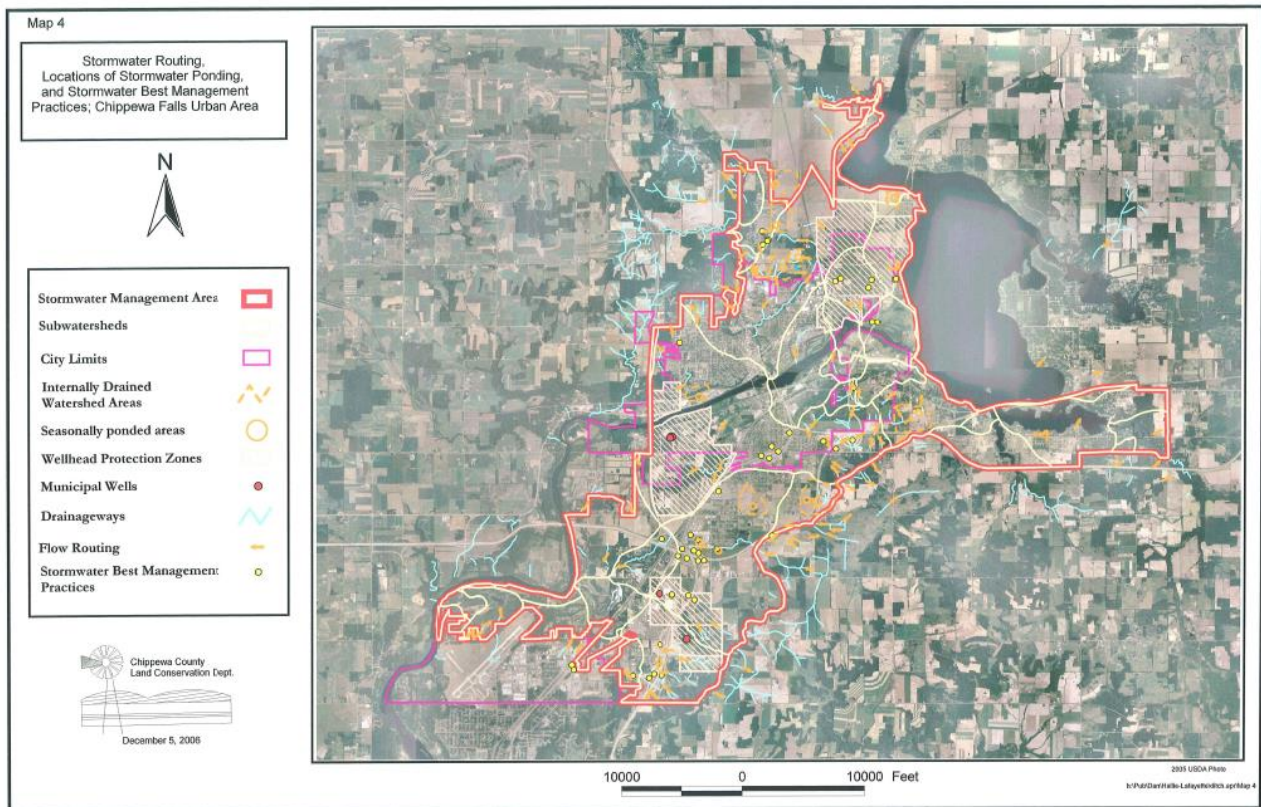 Map 4
Stormwater Routing,
Locations of Stormwater Ponding,
and Stormwater Best Management
Practices; Chippewa Falls Urban Area
N
Stormwater Management Area
Subwatersheds
City Limits
Internally Drained
Watershed Areas
Seasonally ponded areas
Wellhead Protection Zones
Municipal Wells
Drainageways
Flow Routing
Stormwater Best Management
Practices
Chippewa County
Land Conservation Dept.
December 5, 2006
10000 0 10000 Feet
2005 USDA Photo